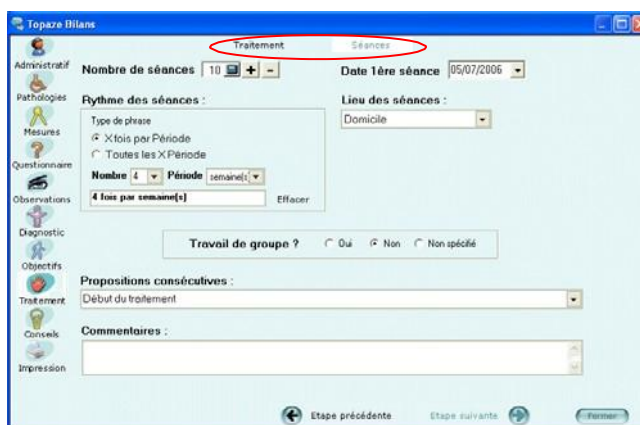 Topaze Bilans
Traitement Séances
Administratif
Nombre de séances 10 + - Date 1ère séance 05/07/2006
Pathologies
Rythme des séances : Lieu des séances :
Type de phrase Domicile
Mesures
X fois par Période
Toutes les X Période
Questionnaire
Nombre 4 Période semaine(s)
4 fois par semaine(s) Effacer
Observations
Diagnostic
Travail de groupe ? Oui Non Non spécifié
Objectifs
Propositions consécutives :
Début du traitement
Traitement
Commentaires :
Conseils
Impression
Etape précédente Etape suivante Fermer